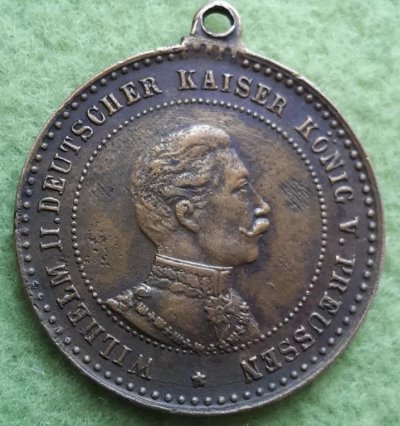 WILHELM II. DEUTSCHER KAISER KÖNIG V. PREUSSEN